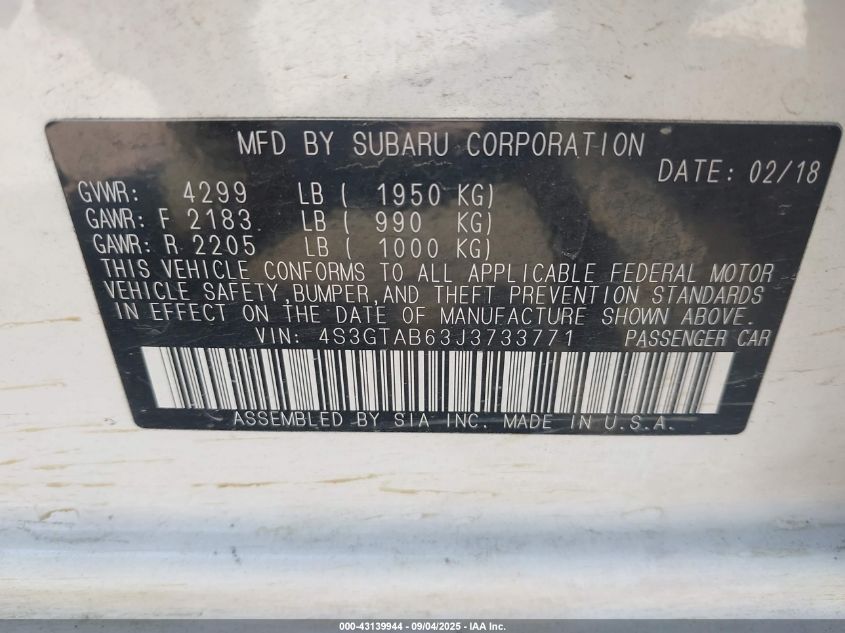 MFD BY SUBARU CORPORATION
DATE: 02/18
GVWR: 4299 LB ( 1950 KG)
GAWR: F 2183 LB ( 990 KG)
GAWR: R. 2205 LB ( 1000 KG)
THIS VEHICLE CONFORMS TO ALL APPLICABLE FEDERAL MOTOR
VEHICLE SAFETY,BUMPER,AND THEFT PREVENTION STANDARDS
IN EFFECT ON THE DATE OF MANUFACTURE SHOWN ABOVE.
VIN: 4S3GTAB63J3733771 PASSENGER CAR
ASSEMBLED BY SIA INC. MADE IN U.S.A.
000-43139944 - 09/04/2025 - IAA Inc.